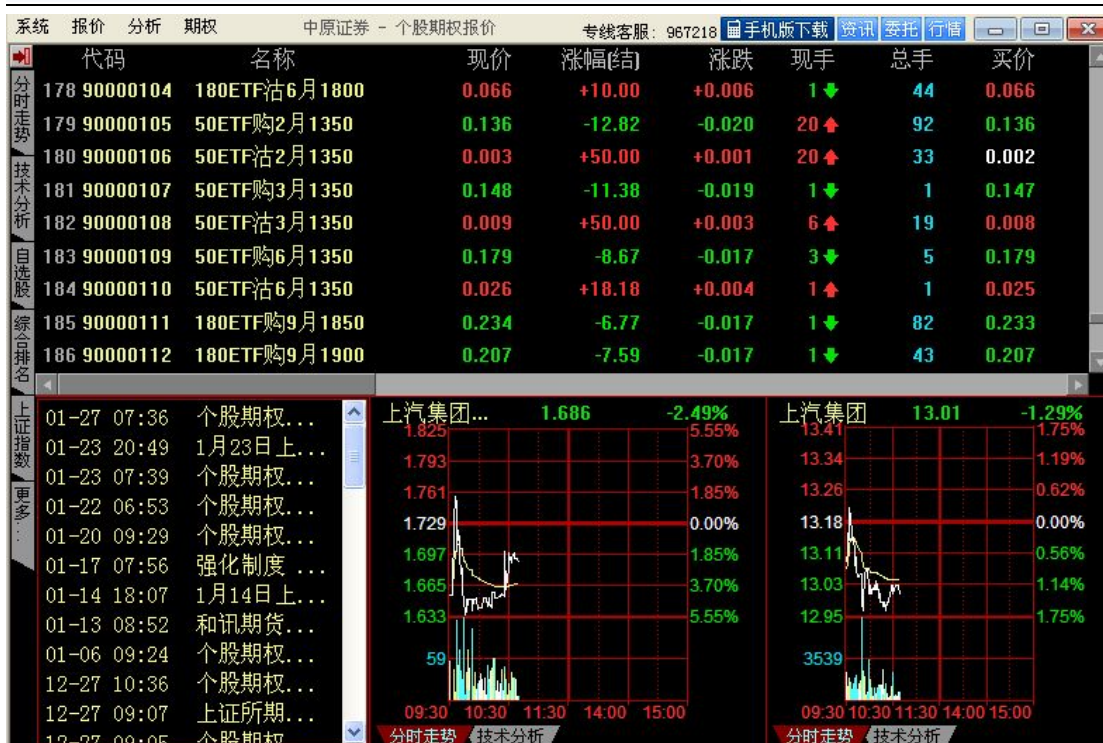 系统 报价 分析 期权 中原证券 - 个股期权报价 专线客服: 967218 手机版下载 资讯 委托 行情
代码 名称 现价 涨幅(结) 涨跌 现手 总手 买价
178 90000104 180ETF沽6月1800 0.066 +10.00 +0.006 1 44 0.066
179 90000105 50ETF购2月1350 0.136 -12.82 -0.020 20 92 0.136
180 90000106 50ETF沽2月1350 0.003 +50.00 +0.001 20 33 0.002
181 90000107 50ETF购3月1350 0.148 -11.38 -0.019 1 1 0.147
182 90000108 50ETF沽3月1350 0.009 +50.00 +0.003 6 19 0.008
183 90000109 50ETF购6月1350 0.179 -8.67 -0.017 3 5 0.179
184 90000110 50ETF沽6月1350 0.026 +18.18 +0.004 1 1 0.025
185 90000111 180ETF购9月1850 0.234 -6.77 -0.017 1 82 0.233
186 90000112 180ETF购9月1900 0.207 -7.59 -0.017 1 43 0.207
分时走势
技术分析
自选股
综合排名
上证指数
更多..
01-27 07:36 个股期权...
01-23 20:49 1月23日上...
01-23 07:39 个股期权...
01-22 06:53 个股期权...
01-20 09:29 个股期权...
01-17 07:56 强化制度 ...
01-14 18:07 1月14日上...
01-13 08:52 和讯期货...
01-06 09:24 个股期权...
12-27 10:36 个股期权...
12-27 09:07 上证所期...
12-27 09:05 个股期权...
上汽集团... 1.686 -2.49%
1.825 5.55%
1.793 3.70%
1.761 1.85%
1.729 0.00%
1.697 1.85%
1.665 3.70%
1.633 5.55%
59
09:30 10:30 11:30 14:00 15:00
分时走势 技术分析
上汽集团 13.01 -1.29%
13.41 1.75%
13.34 1.19%
13.26 0.62%
13.18 0.00%
13.11 0.56%
13.03 1.14%
12.95 1.75%
3539
09:30 10:30 11:30 14:00 15:00
分时走势 技术分析